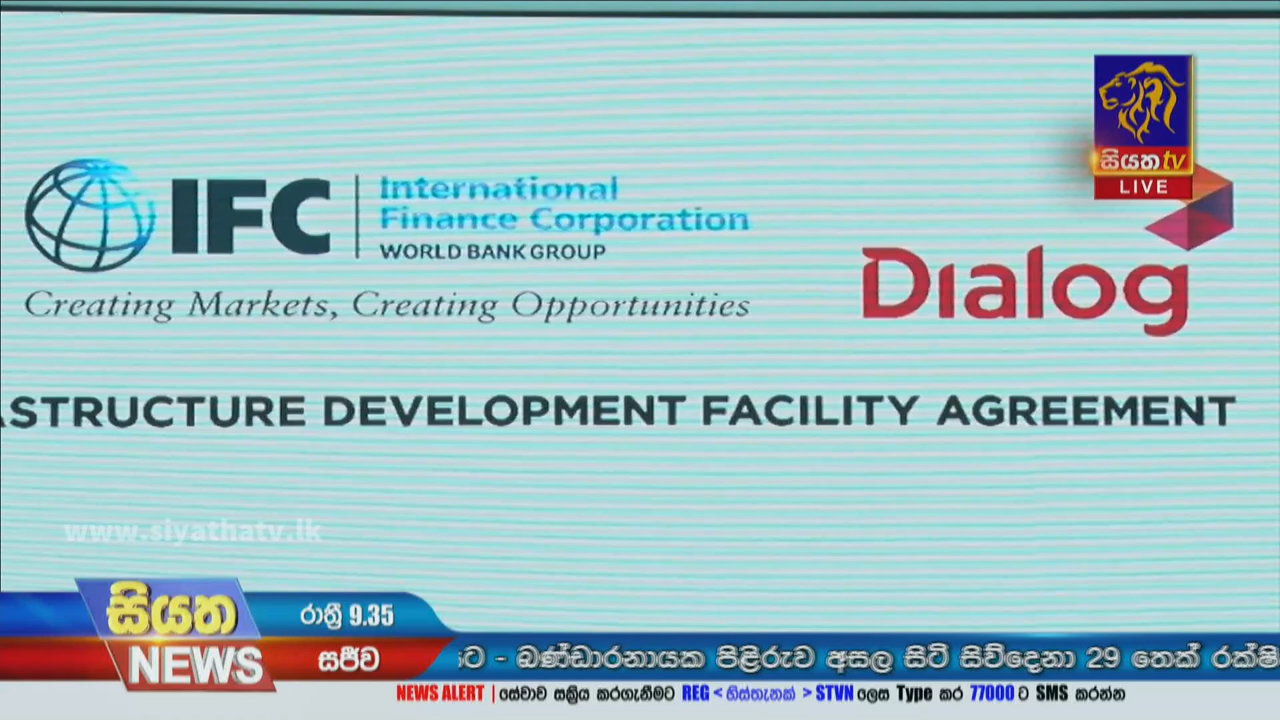 සියත tv
LIVE
IFC
International
Finance Corporation
WORLD BANK GROUP
Creating Markets, Creating Opportunities
Dialog
ASTRUCTURE DEVELOPMENT FACILITY AGREEMENT
www.siyathatv.lk
සියත
NEWS
රාත්‍රී 9.35
සජීව
ට - බණ්ඩාරනායක පිළිරුව අසල සිටි සිව්දෙනා 29 තෙක් රක්ෂි
NEWS ALERT | සේවාව සක්‍රිය කරගැනීමට REG < හිස්තැනක් > STVN ලෙස Type කර 77000 ට SMS කරන්න